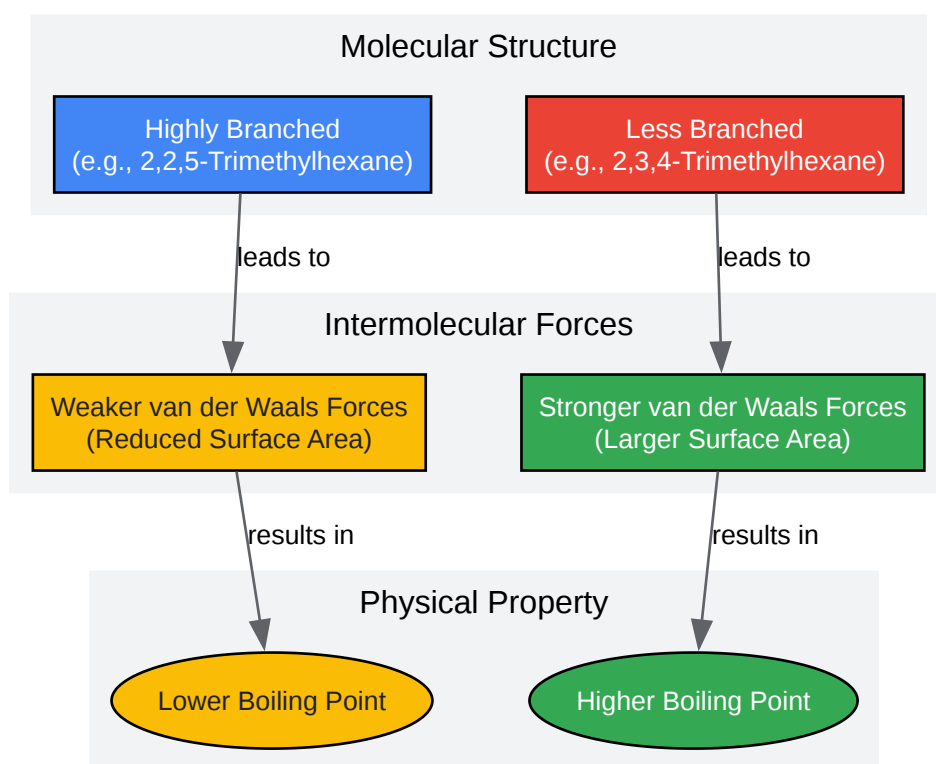 Molecular Structure
Highly Branched
(e.g., 2,2,5-Trimethylhexane)
Less Branched
(e.g., 2,3,4-Trimethylhexane)
leads to
leads to
Intermolecular Forces
Weaker van der Waals Forces
(Reduced Surface Area)
Stronger van der Waals Forces
(Larger Surface Area)
results in
results in
Physical Property
Lower Boiling Point
Higher Boiling Point